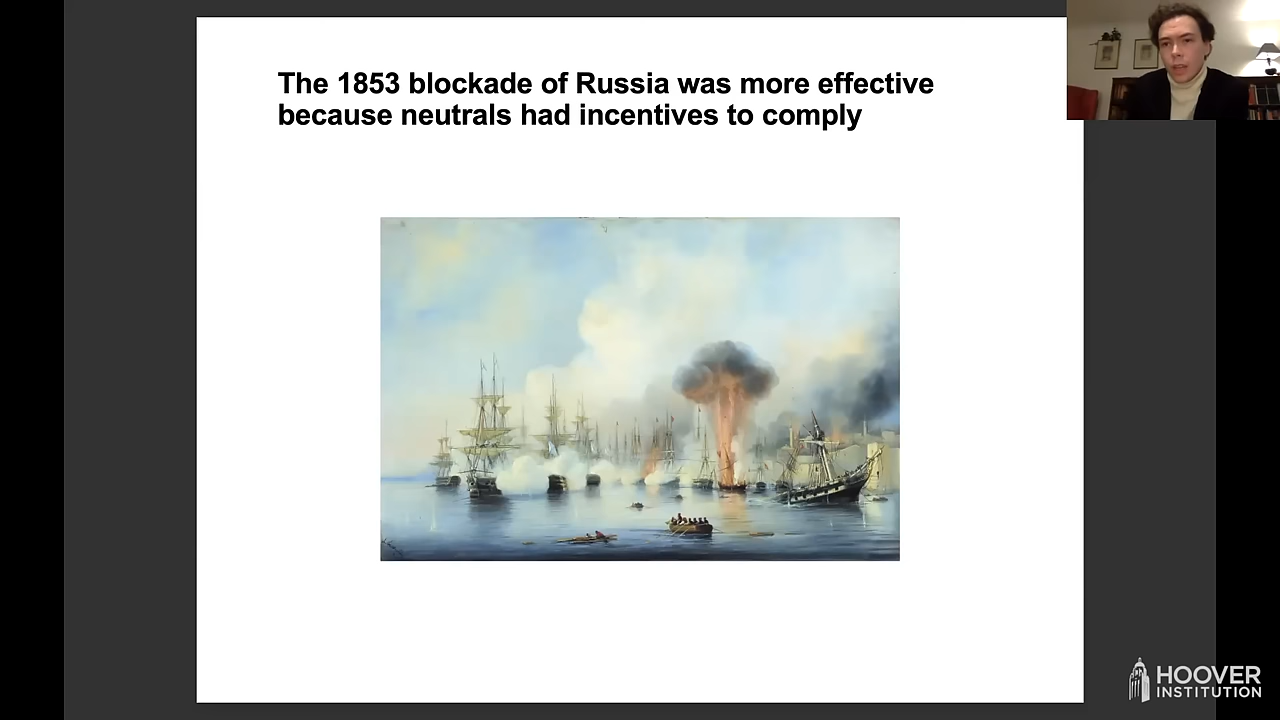 The 1853 blockade of Russia was more effective
because neutrals had incentives to comply
HOOVER
INSTITUTION